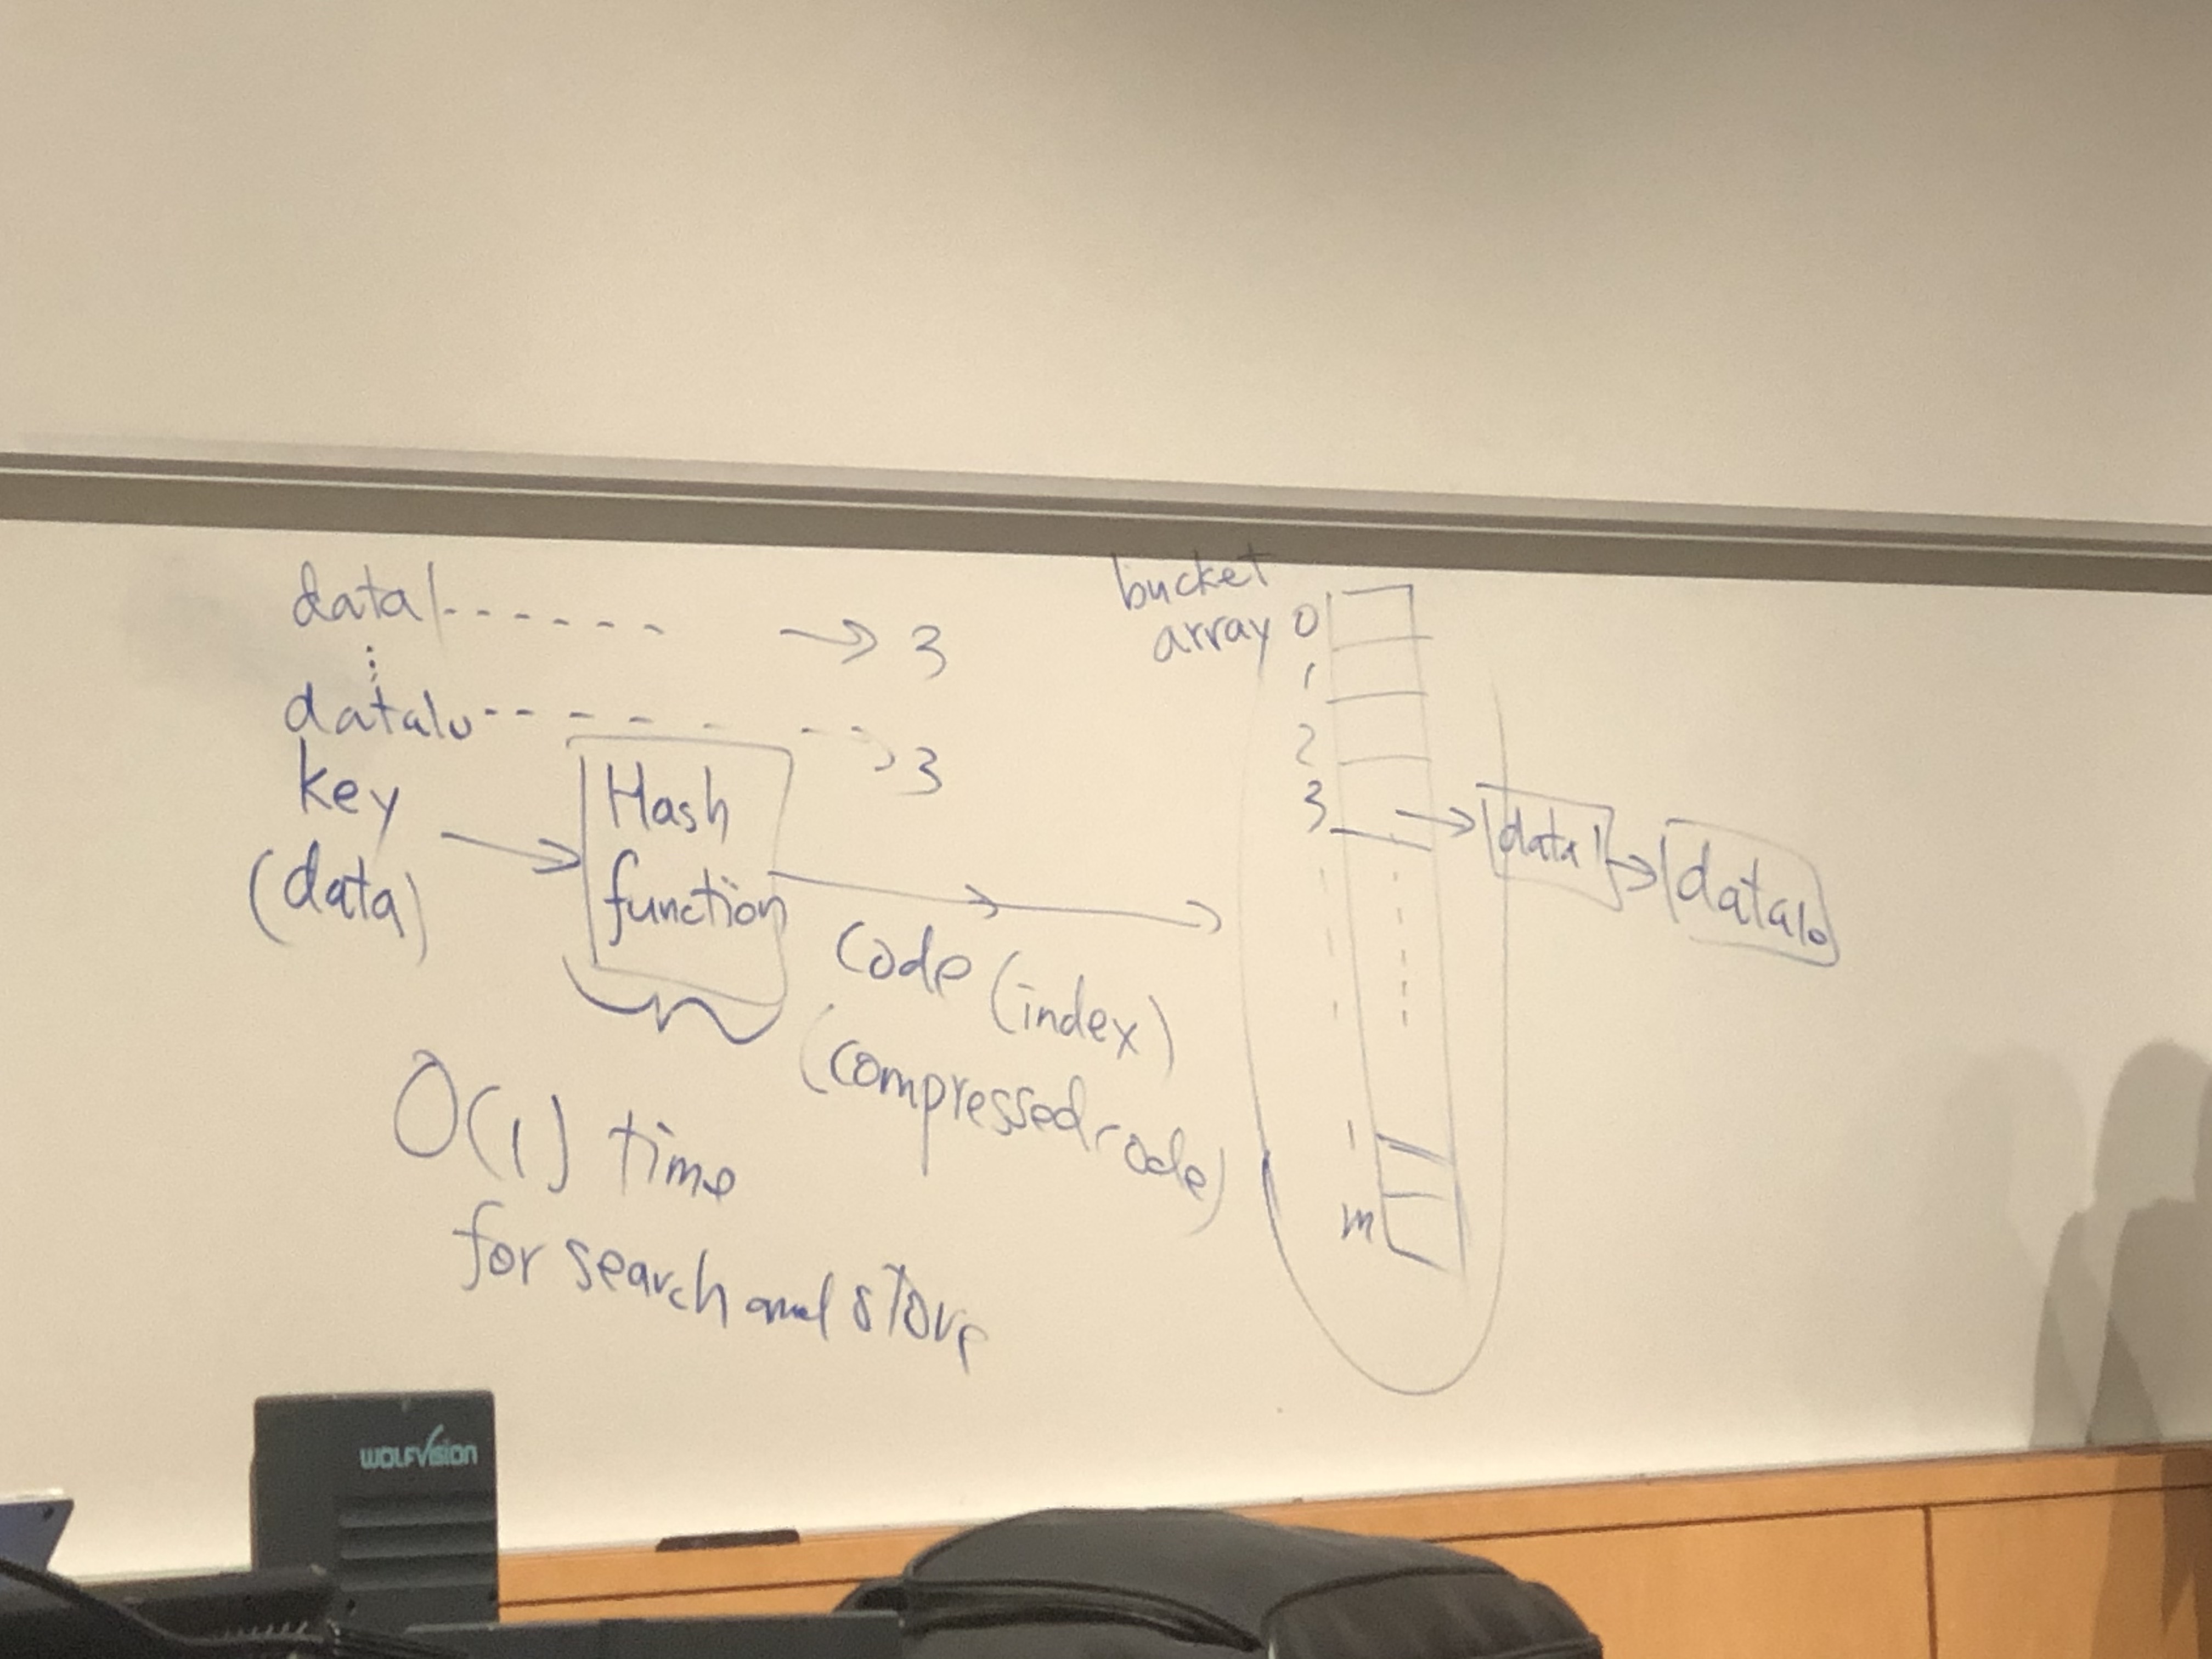 data1 ------ → 3
data10 ------ → 3
key
(data)
Hash
function
code (index)
(compressed code)
O(1) time
for search and store
bucket
array
0
1
2
3
data1
data10
m
WOLFVISION